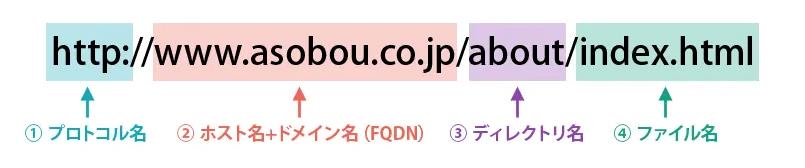 http://www.asobou.co.jp/about/index.html
① プロトコル名 ② ホスト名+ドメイン名 (FQDN) ③ ディレクトリ名 ④ ファイル名